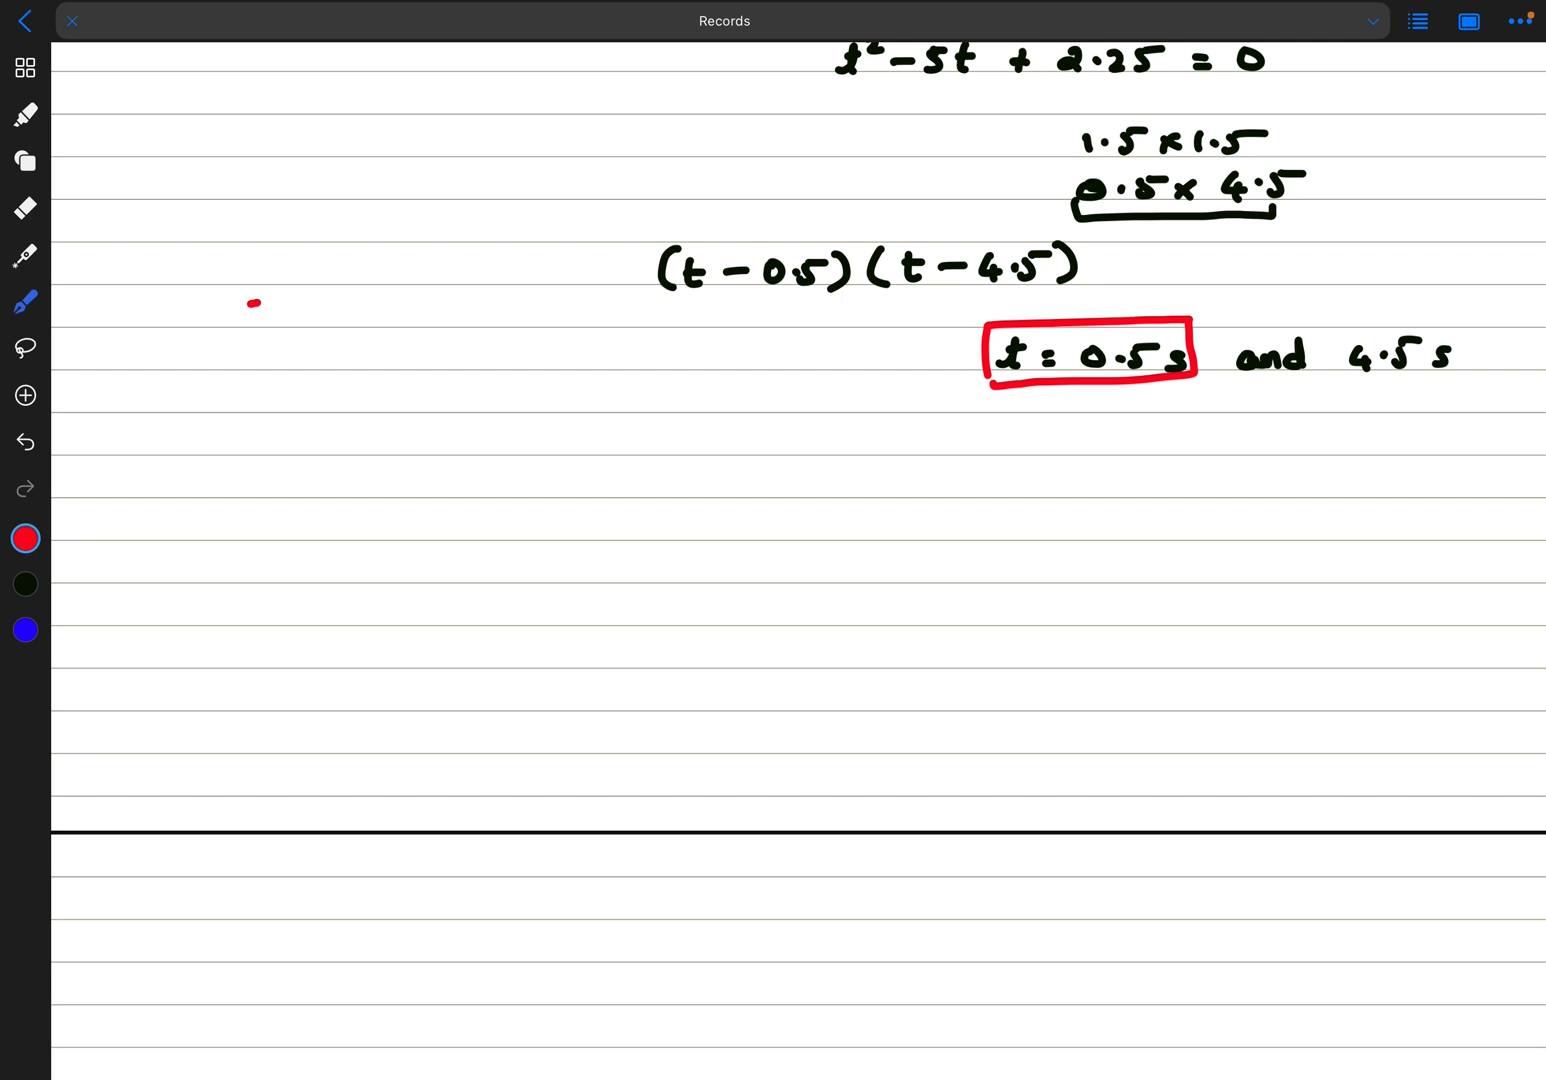 Records
t² - 5t + 2.25 = 0
1.5 × 1.5
0.5 × 4.5
(t - 0.5) (t - 4.5)
t = 0.5 s and 4.5 s